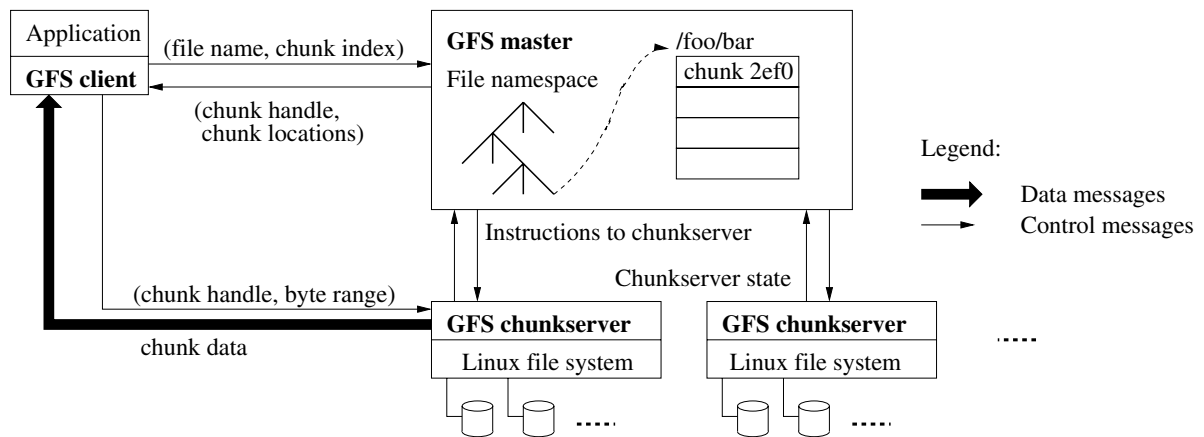 Application
GFS client
(file name, chunk index)
(chunk handle,
chunk locations)
GFS master
File namespace
/foo/bar
chunk 2ef0
Legend:
Data messages
Control messages
Instructions to chunkserver
Chunkserver state
(chunk handle, byte range)
chunk data
GFS chunkserver
Linux file system
GFS chunkserver
Linux file system